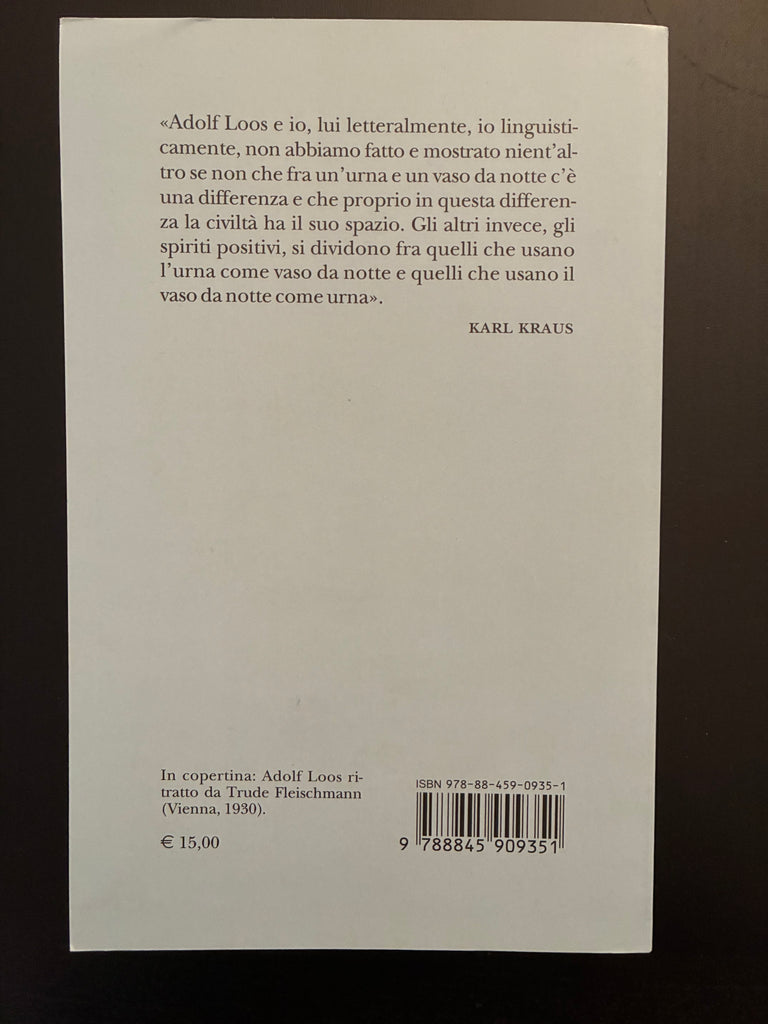 «Adolf Loos e io, lui letteralmente, io linguisti-
camente, non abbiamo fatto e mostrato nient'al-
tro se non che fra un'urna e un vaso da notte c'è
una differenza e che proprio in questa differen-
za la civiltà ha il suo spazio. Gli altri invece, gli
spiriti positivi, si dividono fra quelli che usano
l'urna come vaso da notte e quelli che usano il
vaso da notte come urna».
KARL KRAUS
In copertina: Adolf Loos ri-
tratto da Trude Fleischmann
(Vienna, 1930).
€ 15,00
ISBN 978-88-459-0935-1
9 788845 909351